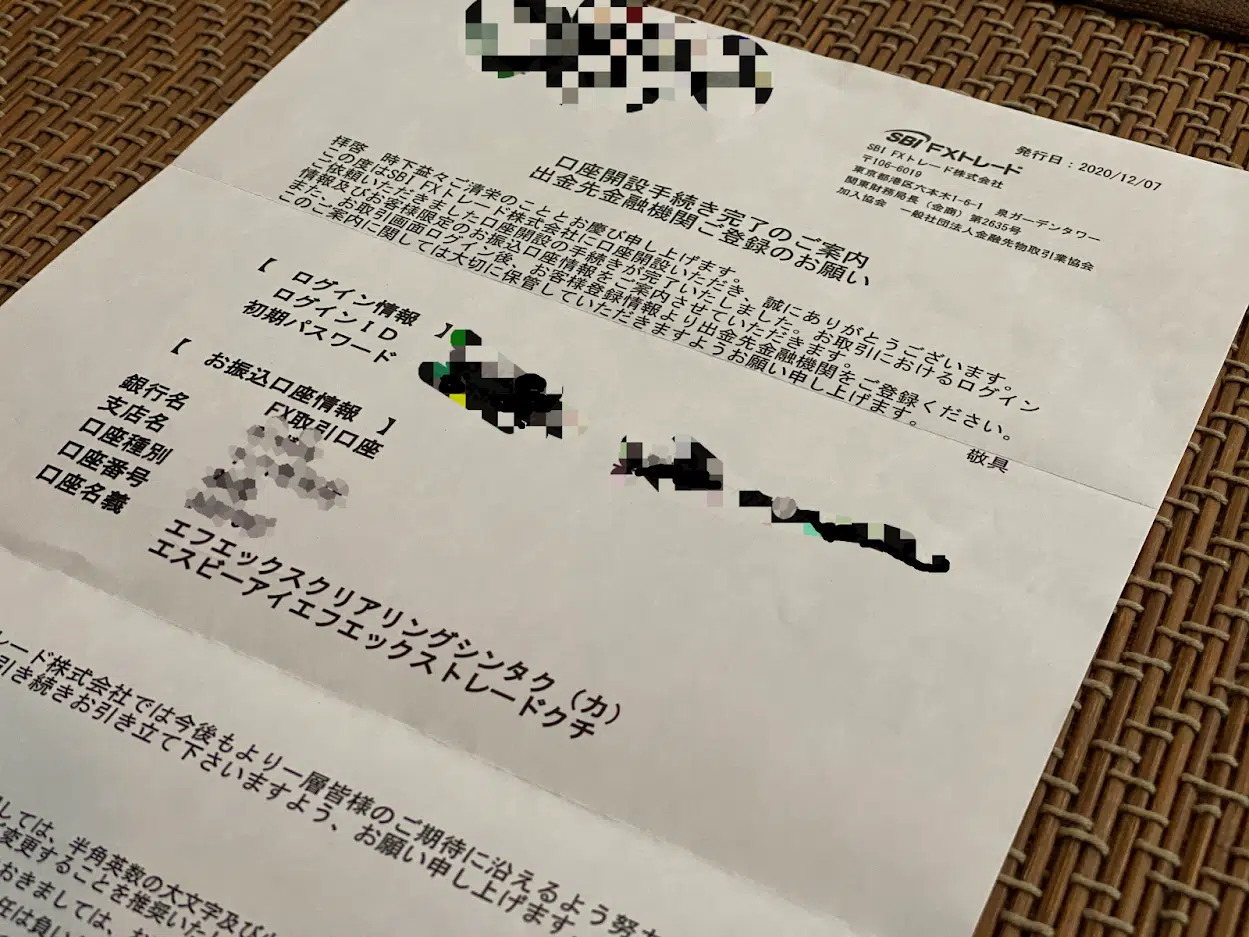 発行日：2020/12/07
SBI FXトレード
SBI FXトレード株式会社
〒106-6019
東京都港区六本木1-6-1　泉ガーデンタワー
関東財務局長（金商）第2635号
加入協会　一般社団法人金融先物取引業協会
口座開設手続き完了のご案内
出金先金融機関ご登録のお願い
拝啓　時下益々ご清栄のこととお慶び申し上げます。
この度はSBI FXトレード株式会社に口座開設いただき、誠にありがとうございます。
ご依頼いただきました口座開設の手続きが完了いたしました。お取引におけるログイン
情報及びお客様限定のお振込口座情報をご案内させていただきます。
また、お取引画面ログイン後、お客様登録情報より出金先金融機関をご登録ください。
このご案内に関しては大切に保管していただきますようお願い申し上げます。
敬具
【　ログイン情報　】
ログインＩＤ
初期パスワード
【　お振込口座情報　】
FX取引口座
銀行名
支店名
口座種別
口座番号
口座名義
エフエックスクリアリングシンタク（カ）
エスビーアイエフエックストレードクチ
レード株式会社では今後もより一層皆様のご期待に沿えるよう努
引き続きお引き立て下さいますよう、お願い申し上げます。
しては、半角英数の大文字及び
変更することを推奨いたし
おきましては、
任は負い